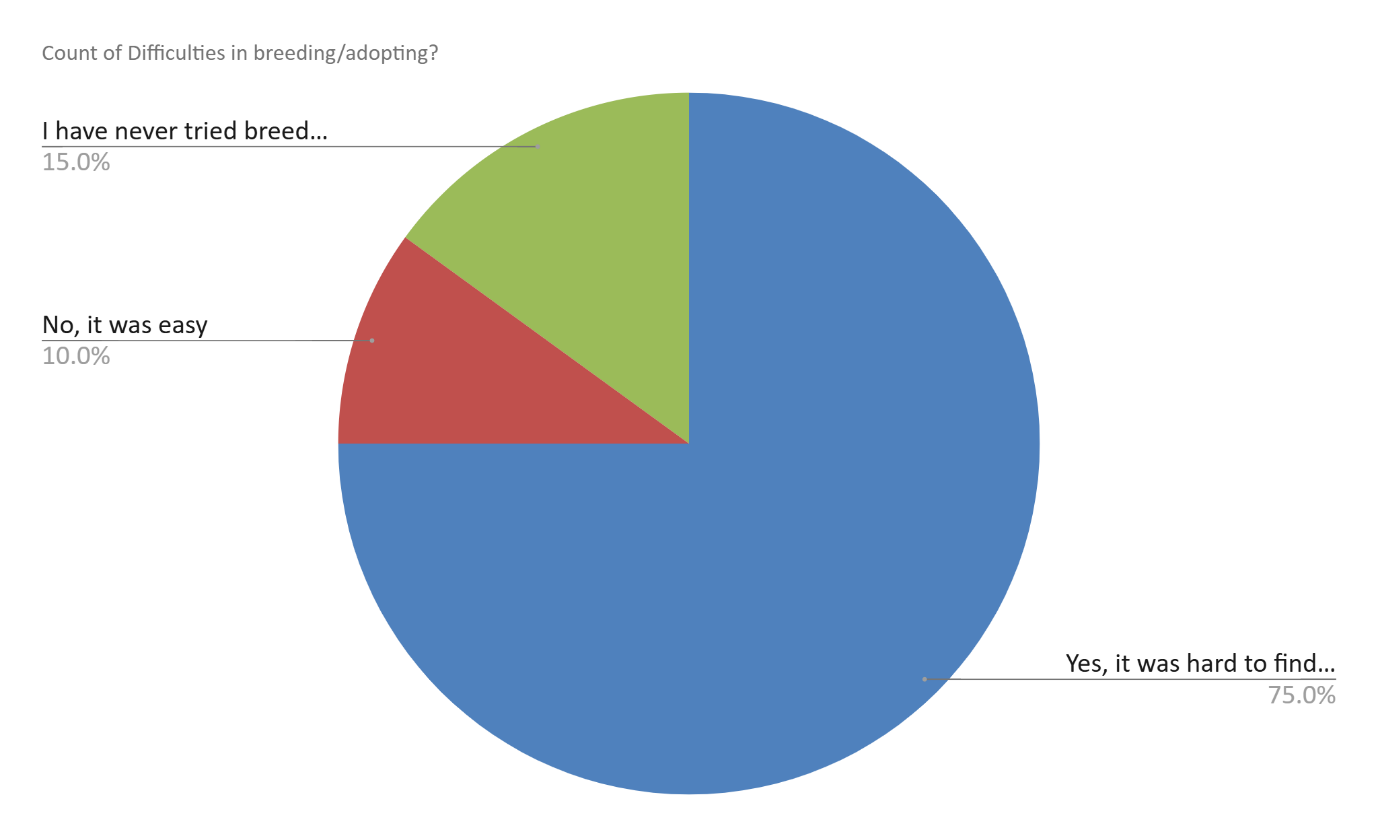 Count of Difficulties in breeding/adopting?
I have never tried breed...
15.0%
No, it was easy
10.0%
Yes, it was hard to find...
75.0%